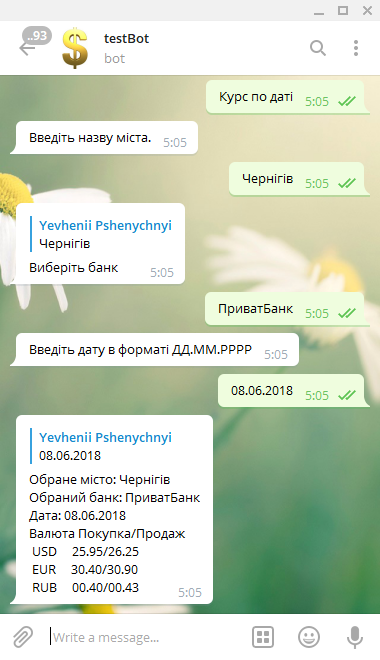 ..93
testBot
bot
Курс по даті 5:05
Введіть назву міста. 5:05
Чернігів 5:05
Yevhenii Pshenychnyi
Чернігів
Виберіть банк 5:05
ПриватБанк 5:05
Введіть дату в форматі ДД.ММ.РРРР 5:05
08.06.2018 5:05
Yevhenii Pshenychnyi
08.06.2018
Обране місто: Чернігів
Обраний банк: ПриватБанк
Дата: 08.06.2018
Валюта Покупка/Продаж
USD 25.95/26.25
EUR 30.40/30.90
RUB 00.40/00.43
5:05
Write a message...